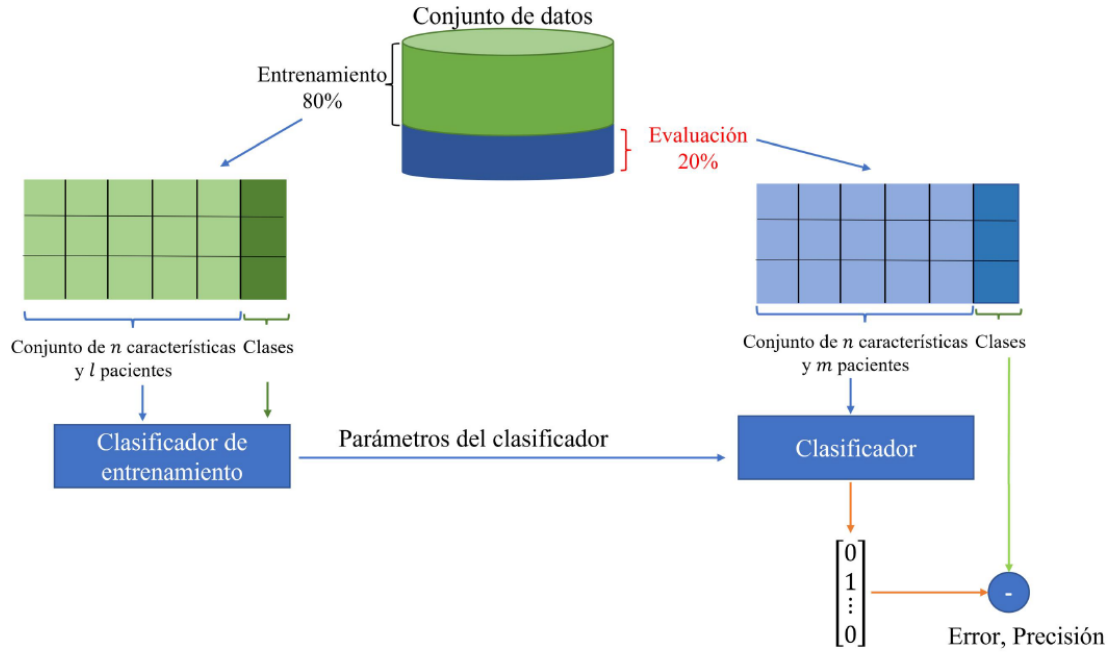 Conjunto de datos
Entrenamiento
80%
Evaluación
20%
Conjunto de n características
y l pacientes
Clases
Conjunto de n características
y m pacientes
Clases
Clasificador de
entrenamiento
Parámetros del clasificador
Clasificador
0
1
⋮
0
-
Error, Precisión